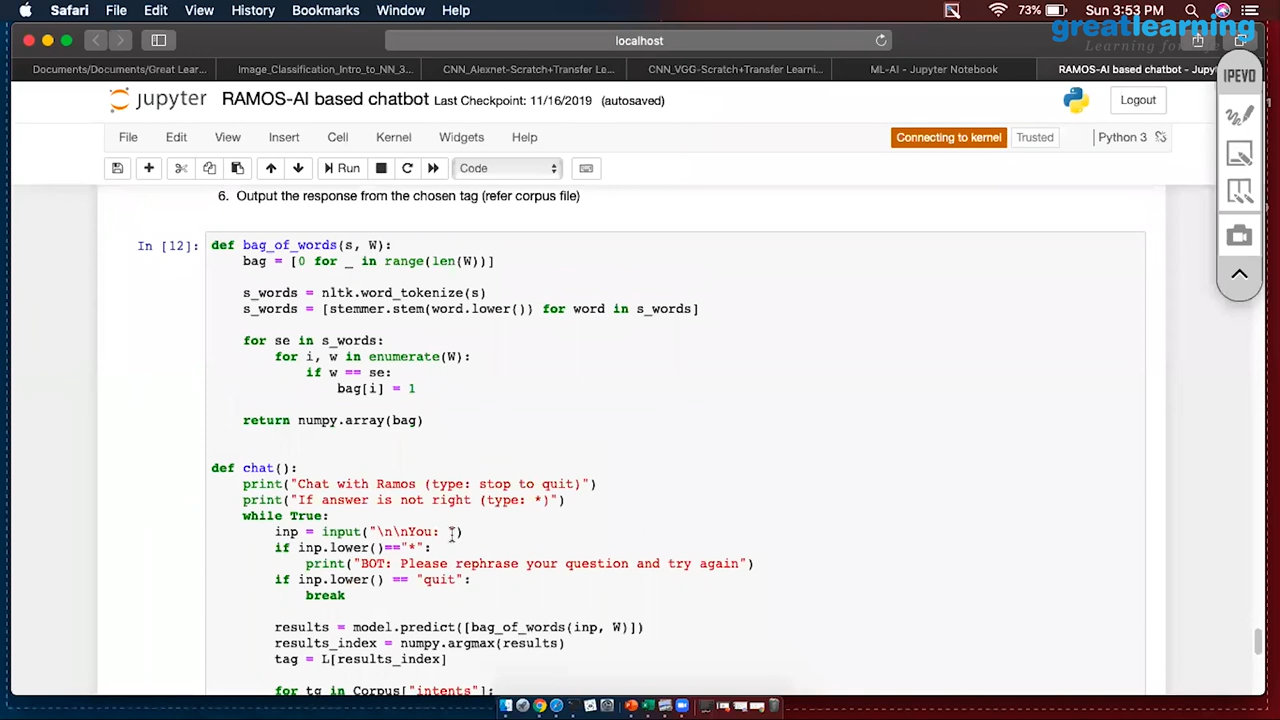 Safari File Edit View History Bookmarks Window Help 73% Sun 3:53 PM
greatlearning
Learning for
localhost
Documents/Documents/Great Lear... Image_Classification_Intro_to_NN_3... CNN_Alexnet-Scratch+Transfer Le... CNN_VGG-Scratch+Transfer Learni... ML-AI - Jupyter Notebook RAMOS-AI based chatbot - Jupy
IPEVO
jupyter RAMOS-AI based chatbot Last Checkpoint: 11/16/2019 (autosaved) Logout
File Edit View Insert Cell Kernel Widgets Help Connecting to kernel Trusted Python 3
Run Code
6. Output the response from the chosen tag (refer corpus file)
In [12]: def bag_of_words(s, W):
bag = [0 for _ in range(len(W))]
s_words = nltk.word_tokenize(s)
s_words = [stemmer.stem(word.lower()) for word in s_words]
for se in s_words:
for i, w in enumerate(W):
if w == se:
bag[i] = 1
return numpy.array(bag)
def chat():
print("Chat with Ramos (type: stop to quit)")
print("If answer is not right (type: *)")
while True:
inp = input("\n\nYou: ")
if inp.lower()=="*":
print("BOT: Please rephrase your question and try again")
if inp.lower() == "quit":
break
results = model.predict([bag_of_words(inp, W)])
results_index = numpy.argmax(results)
tag = L[results_index]
for tg in Corpus["intents"]: